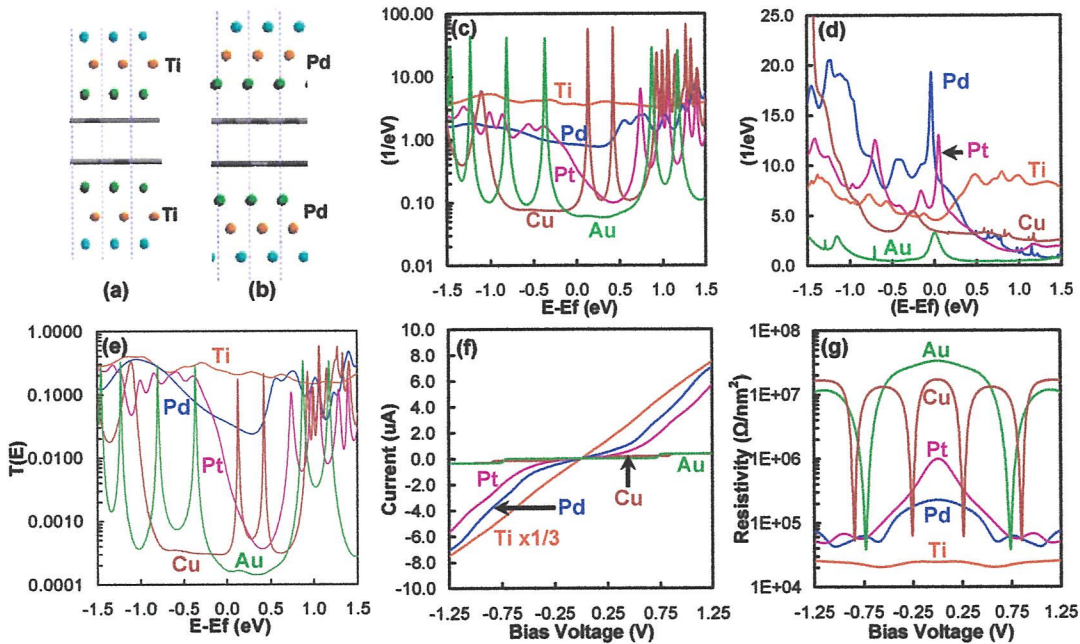 Ti
Ti
(a)
Pd
Pd
(b)
(c)
100.00
10.00
1.00
0.10
0.01
(1/eV)
Ti
Pd
Pt
Cu
Au
-1.5 -1.0 -0.5 0.0 0.5 1.0 1.5
E-Ef (eV)
(d)
25.0
20.0
15.0
10.0
5.0
0.0
(1/eV)
Pd
Pt
Ti
Cu
Au
-1.5 -1.0 -0.5 0.0 0.5 1.0 1.5
(E-Ef) (eV)
(e)
1.0000
0.1000
0.0100
0.0010
0.0001
T(E)
Ti
Pd
Pt
Cu
Au
-1.5 -1.0 -0.5 0.0 0.5 1.0 1.5
E-Ef (eV)
(f)
8.0
6.0
4.0
2.0
0.0
-2.0
-4.0
-6.0
-8.0
-10.0
Current (uA)
Pt
Au
Cu
Pd
Ti x1/3
-1.25 -0.75 -0.25 0.25 0.75 1.25
Bias Voltage (V)
(g)
1E+08
1E+07
1E+06
1E+05
1E+04
Resistivity (Ω/nm²)
Au
Cu
Pt
Pd
Ti
-1.25 -0.75 -0.25 0.25 0.75 1.25
Bias Voltage (V)